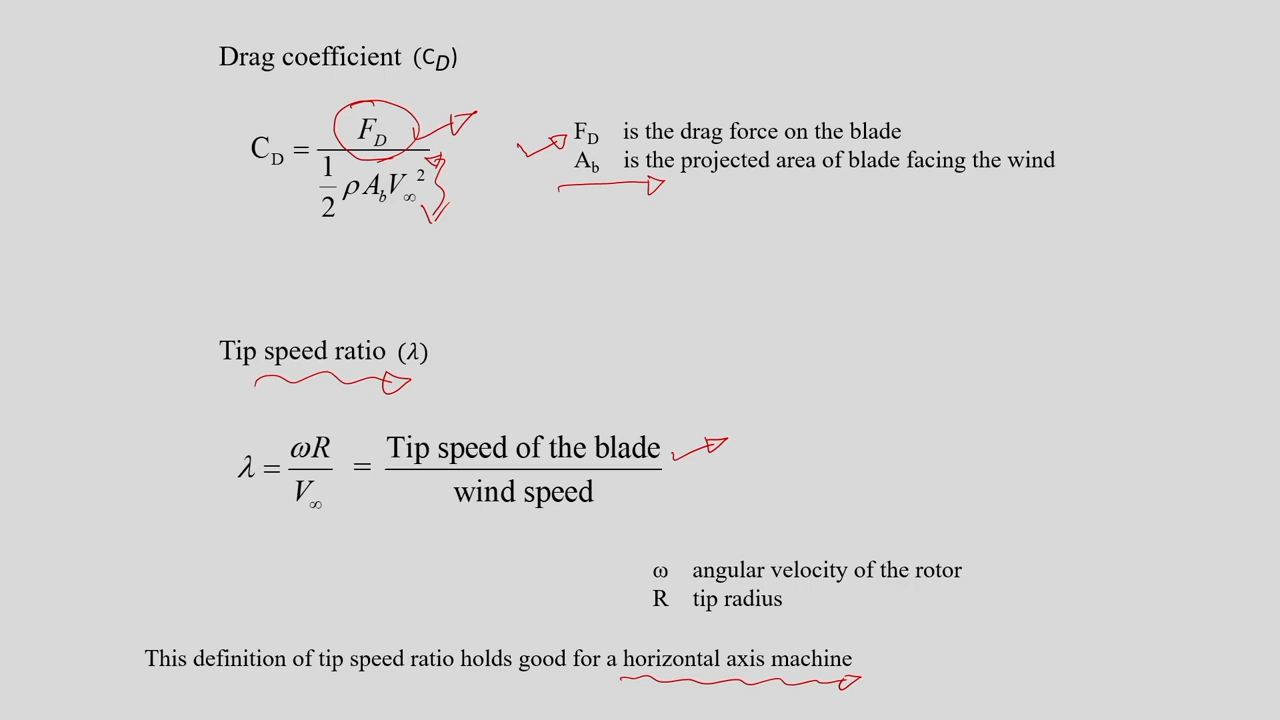 Drag coefficient (C_D)
C_D = F_D / (1/2 ρ A_b V_∞^2)
F_D is the drag force on the blade
A_b is the projected area of blade facing the wind
Tip speed ratio (λ)
λ = ωR / V_∞ = Tip speed of the blade / wind speed
ω angular velocity of the rotor
R tip radius
This definition of tip speed ratio holds good for a horizontal axis machine